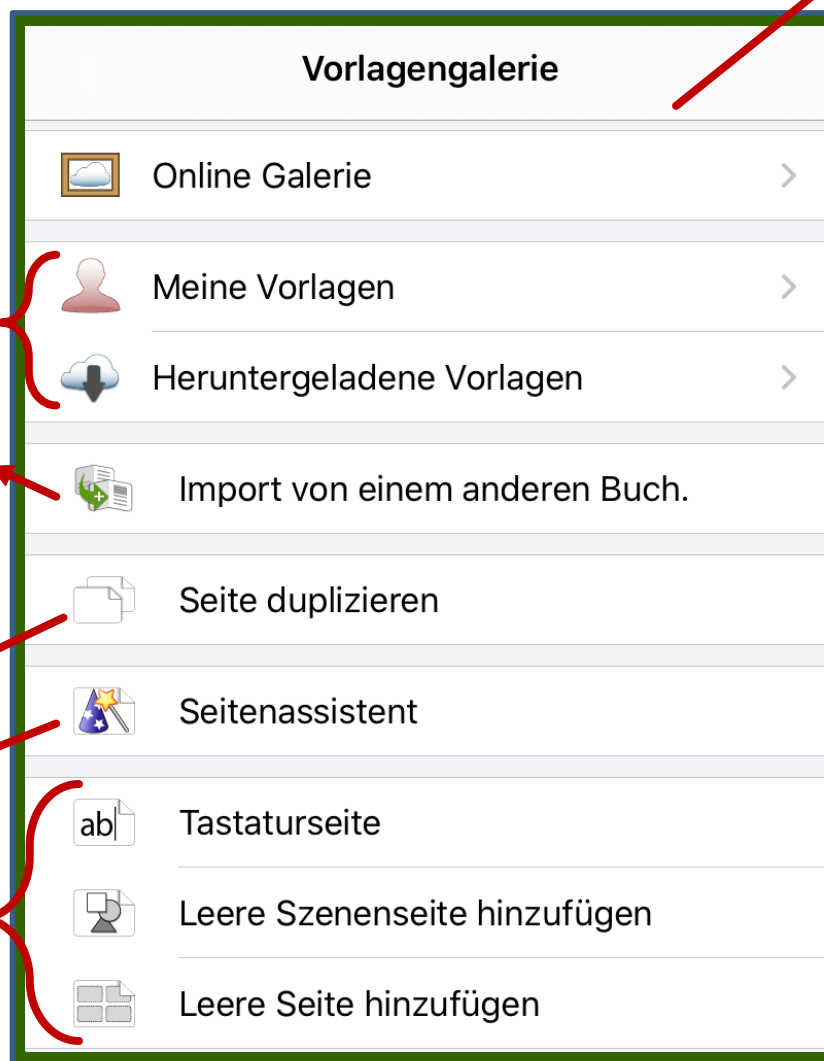 Vorlagengalerie
Online Galerie
Meine Vorlagen
Heruntergeladene Vorlagen
Import von einem anderen Buch.
Seite duplizieren
Seitenassistent
ab
Tastaturseite
Leere Szenenseite hinzufügen
Leere Seite hinzufügen